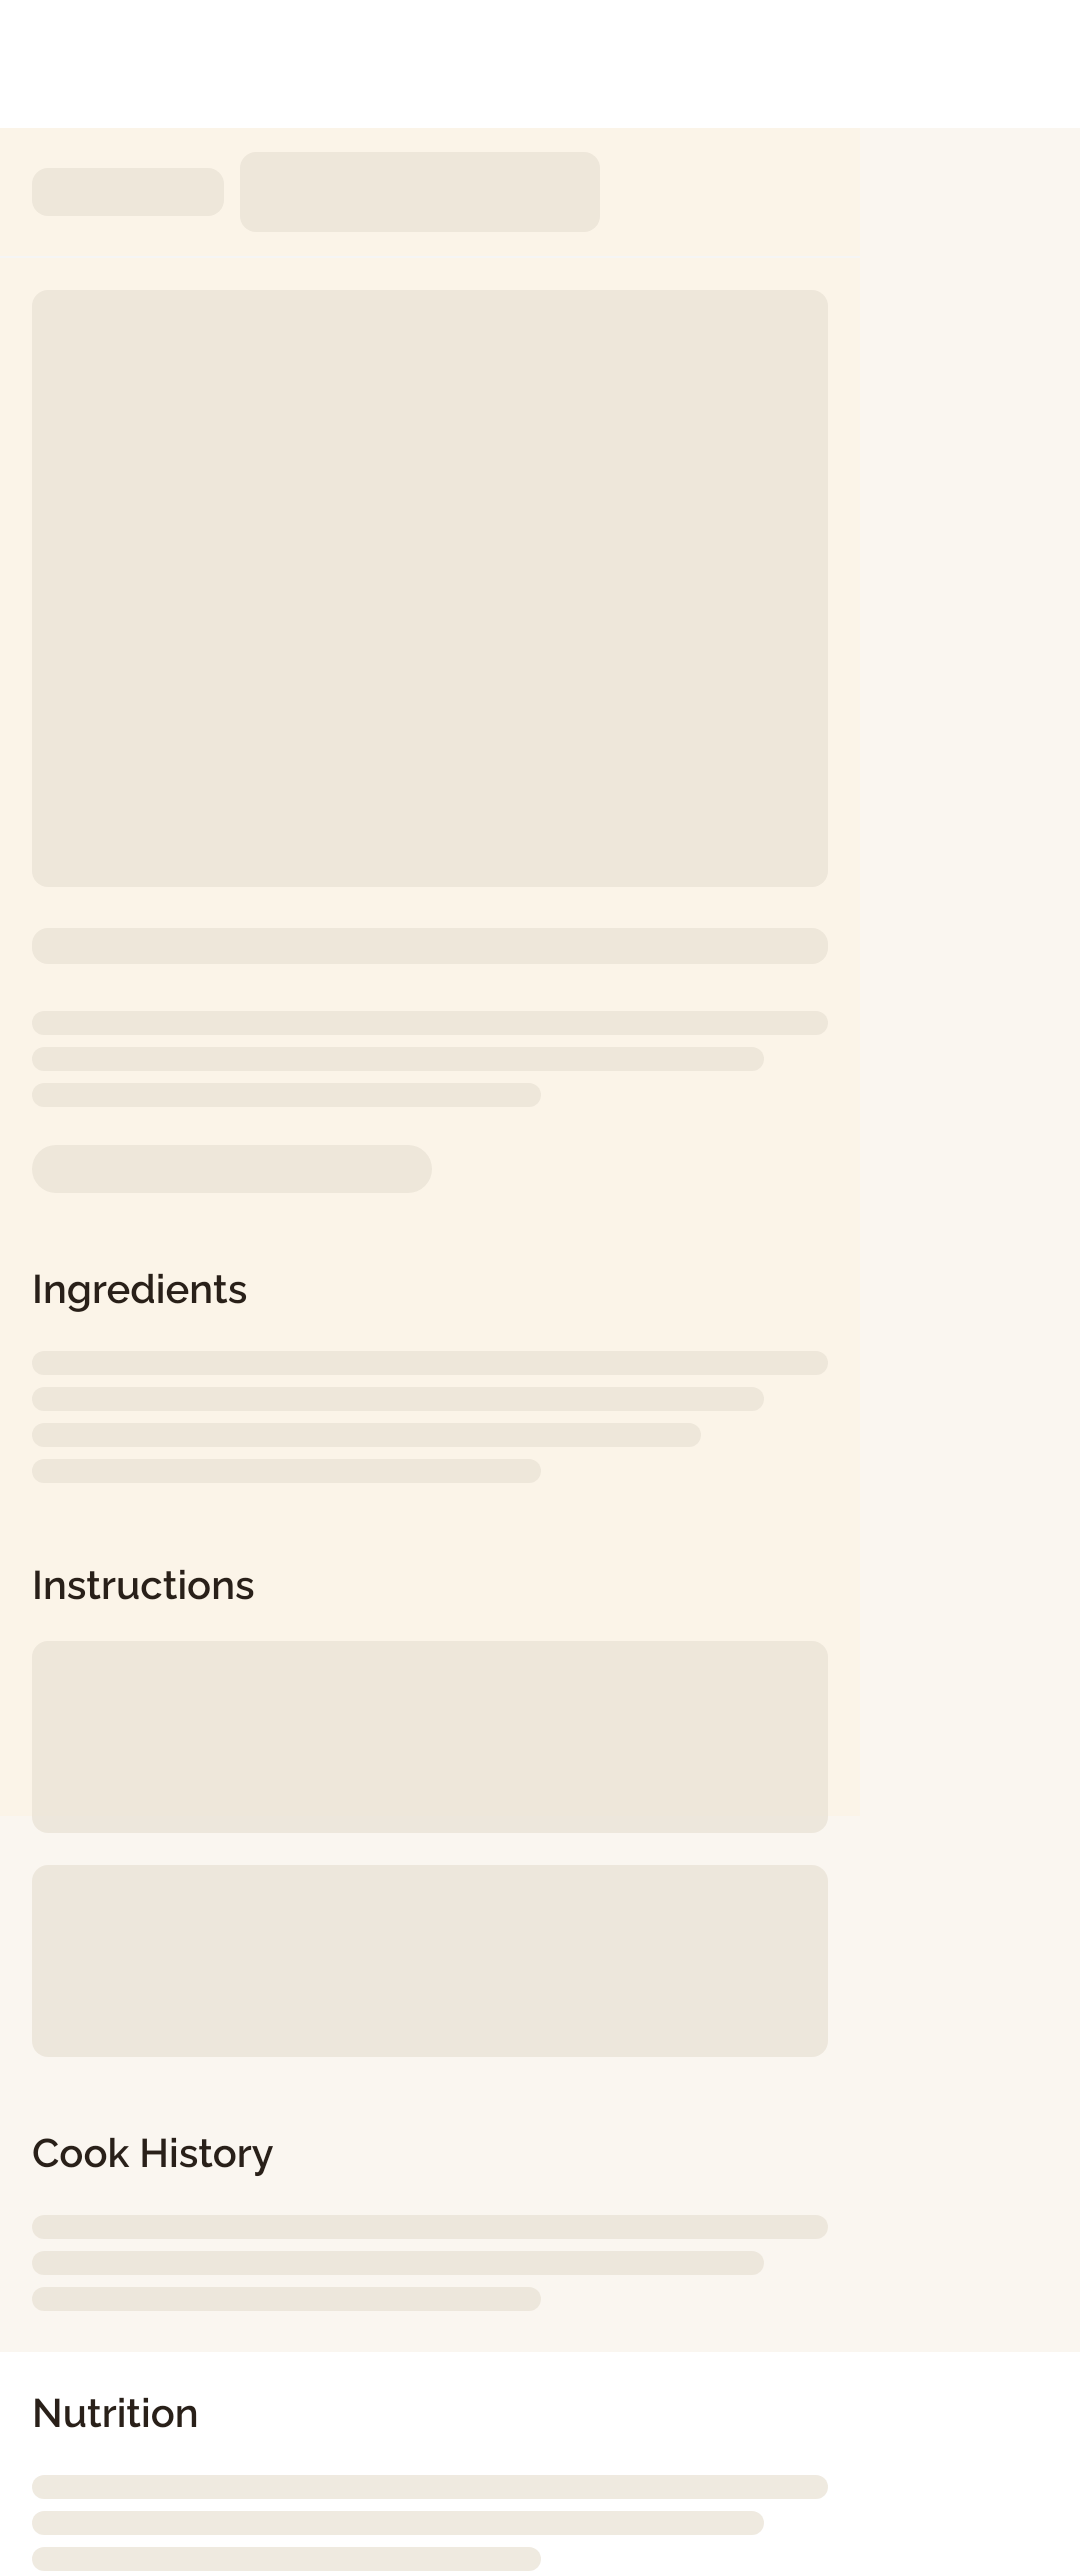 Ingredients
Instructions
Cook History
Nutrition